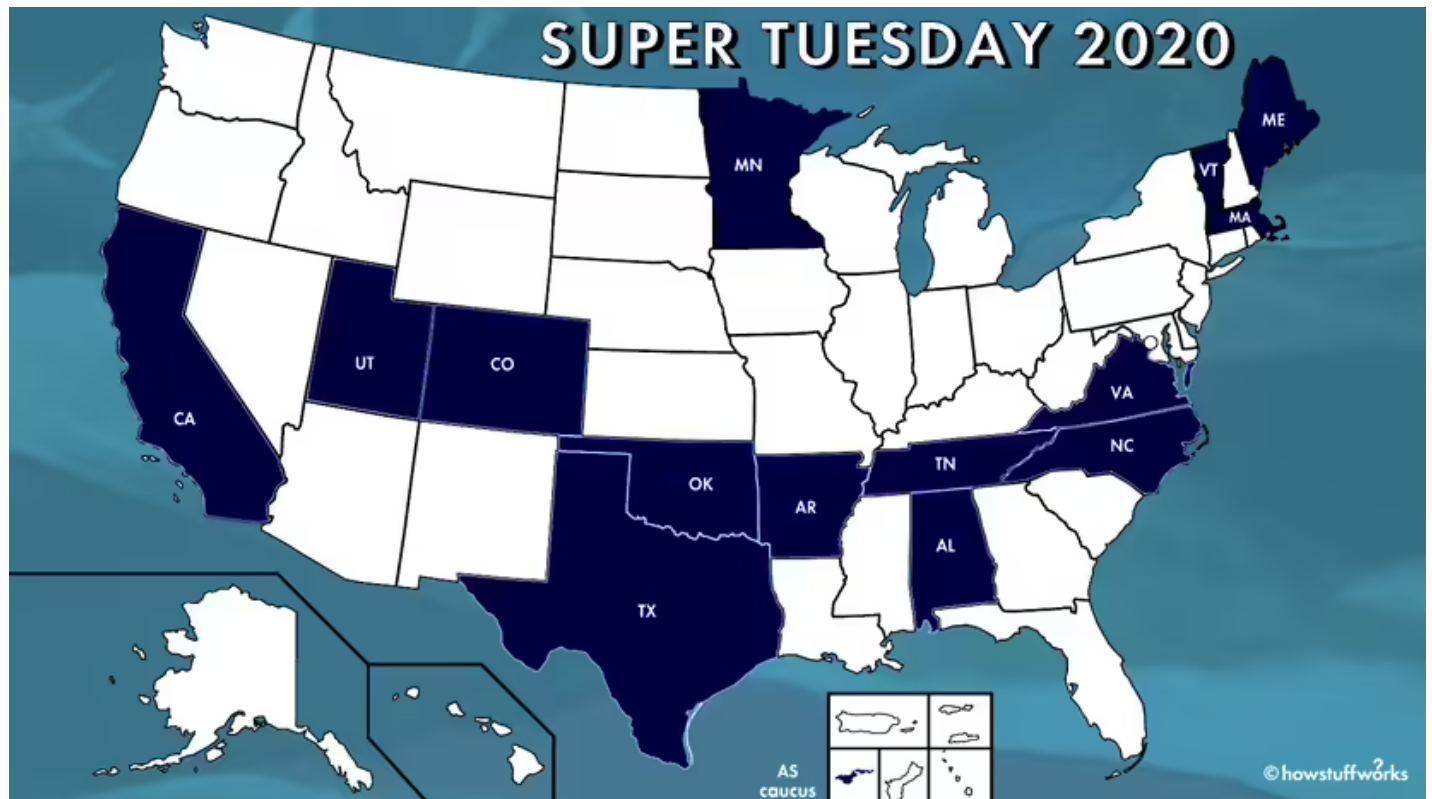 SUPER TUESDAY 2020
ME
MN
VT
MA
UT
CO
CA
VA
NC
TN
OK
AR
AL
TX
AS
caucus
©howstuffworks